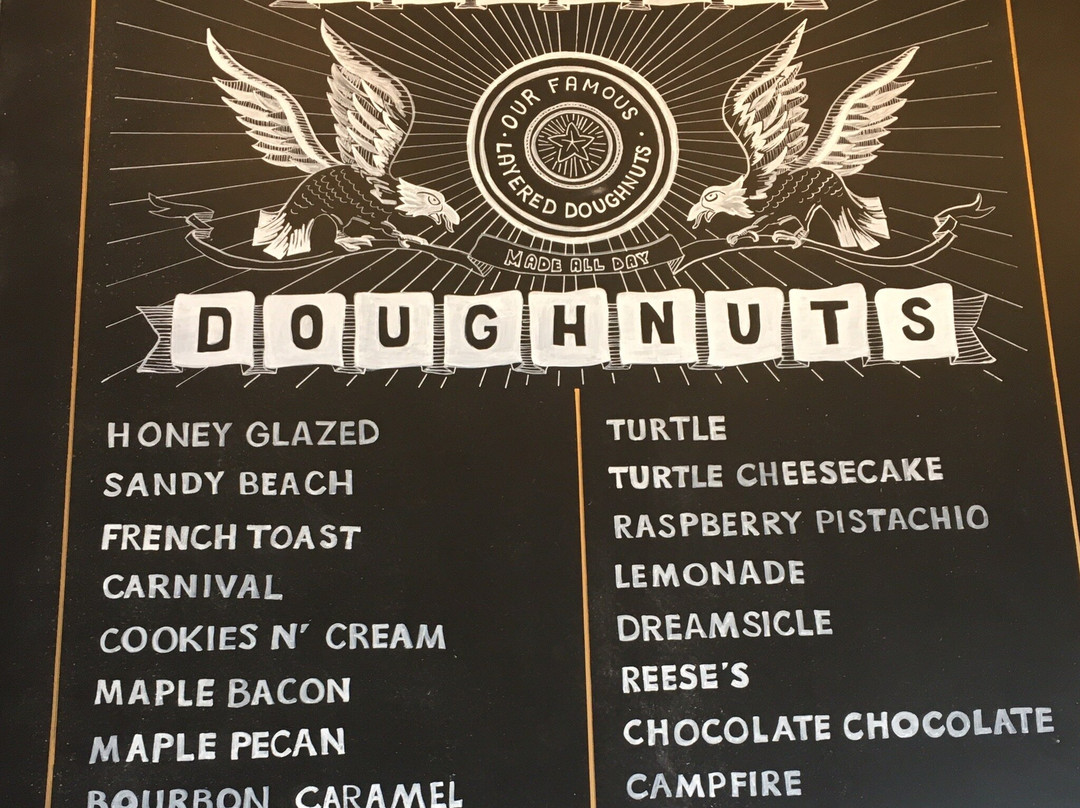 OUR FAMOUS
LAYERED DOUGHNUTS
MADE ALL DAY
DOUGHNUTS
HONEY GLAZED
SANDY BEACH
FRENCH TOAST
CARNIVAL
COOKIES N' CREAM
MAPLE BACON
MAPLE PECAN
BOURBON CARAMEL
TURTLE
TURTLE CHEESECAKE
RASPBERRY PISTACHIO
LEMONADE
DREAMSICLE
REESE'S
CHOCOLATE CHOCOLATE
CAMPFIRE